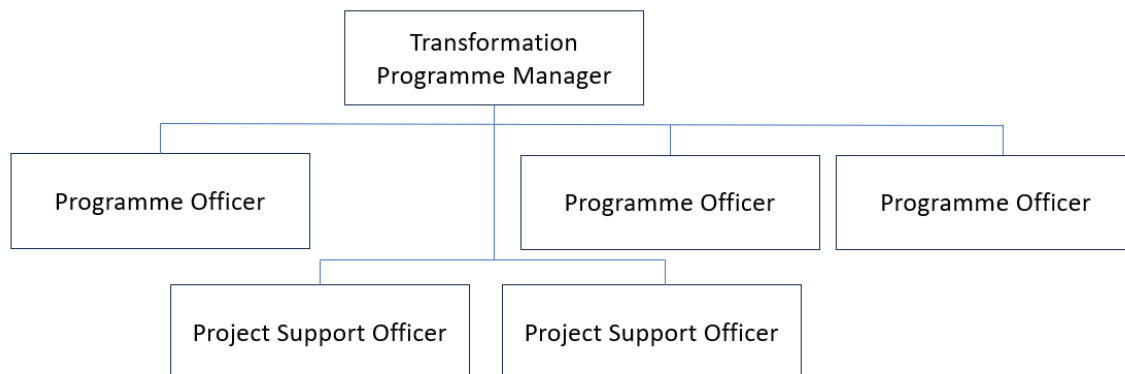 Transformation
Programme Manager
Programme Officer
Programme Officer
Programme Officer
Project Support Officer
Project Support Officer